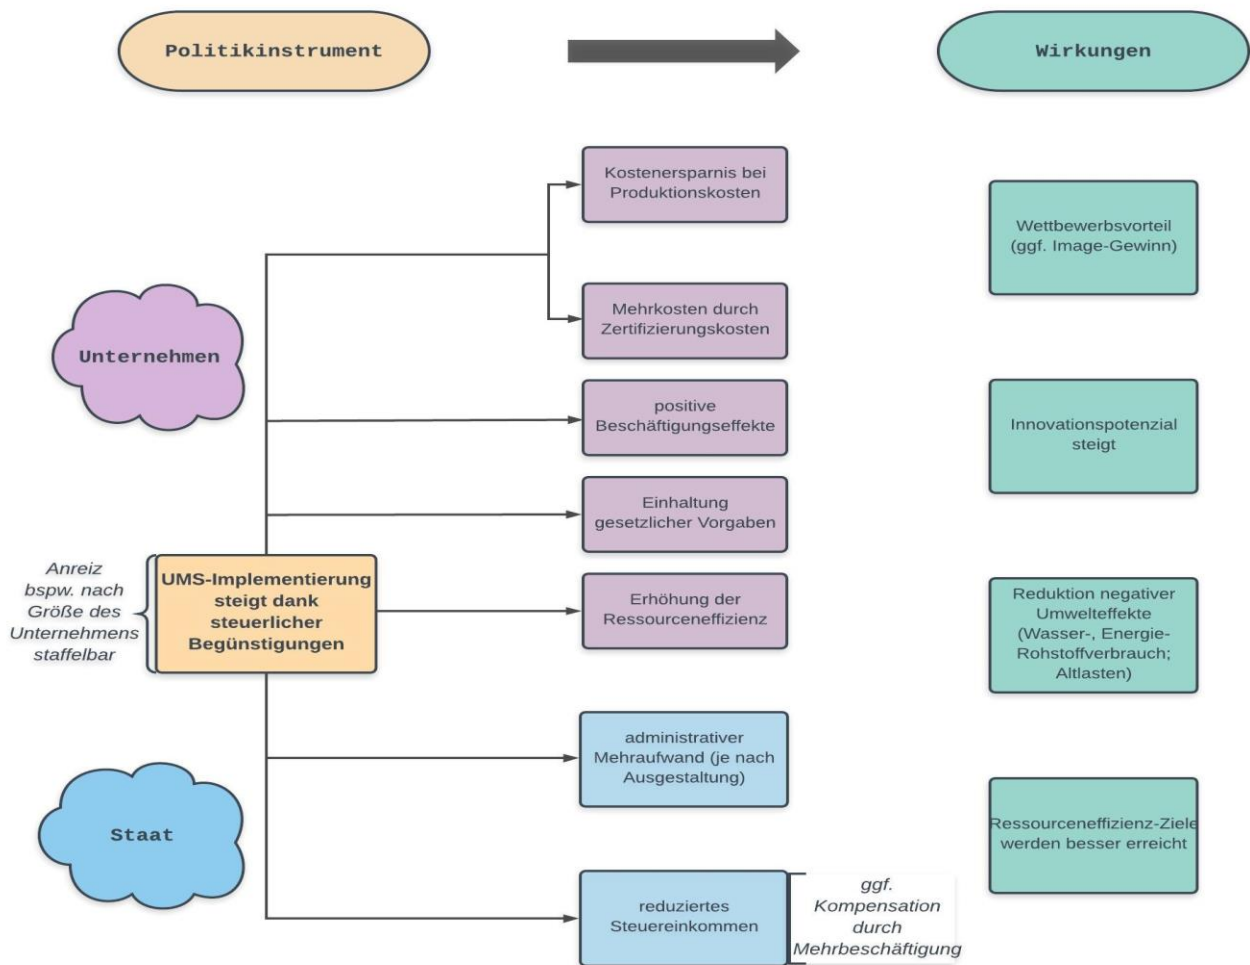 Politikinstrument
Wirkungen
Kostenersparnis bei
Produktionskosten
Wettbewerbsvorteil
(ggf. Image-Gewinn)
Mehrkosten durch
Zertifizierungskosten
Unternehmen
positive
Beschäftigungseffekte
Innovationspotenzial
steigt
Einhaltung
gesetzlicher Vorgaben
Anreiz
bspw. nach
Größe des
Unternehmens
staffelbar
UMS-Implementierung
steigt dank
steuerlicher
Begünstigungen
Erhöhung der
Ressourceneffizienz
Reduktion negativer
Umwelteffekte
(Wasser-, Energie-
Rohstoffverbrauch;
Altlasten)
administrativer
Mehraufwand (je nach
Ausgestaltung)
Staat
Ressourceneffizienz-Ziele
werden besser erreicht
reduziertes
Steuereinkommen
ggf.
Kompensation
durch
Mehrbeschäftigung